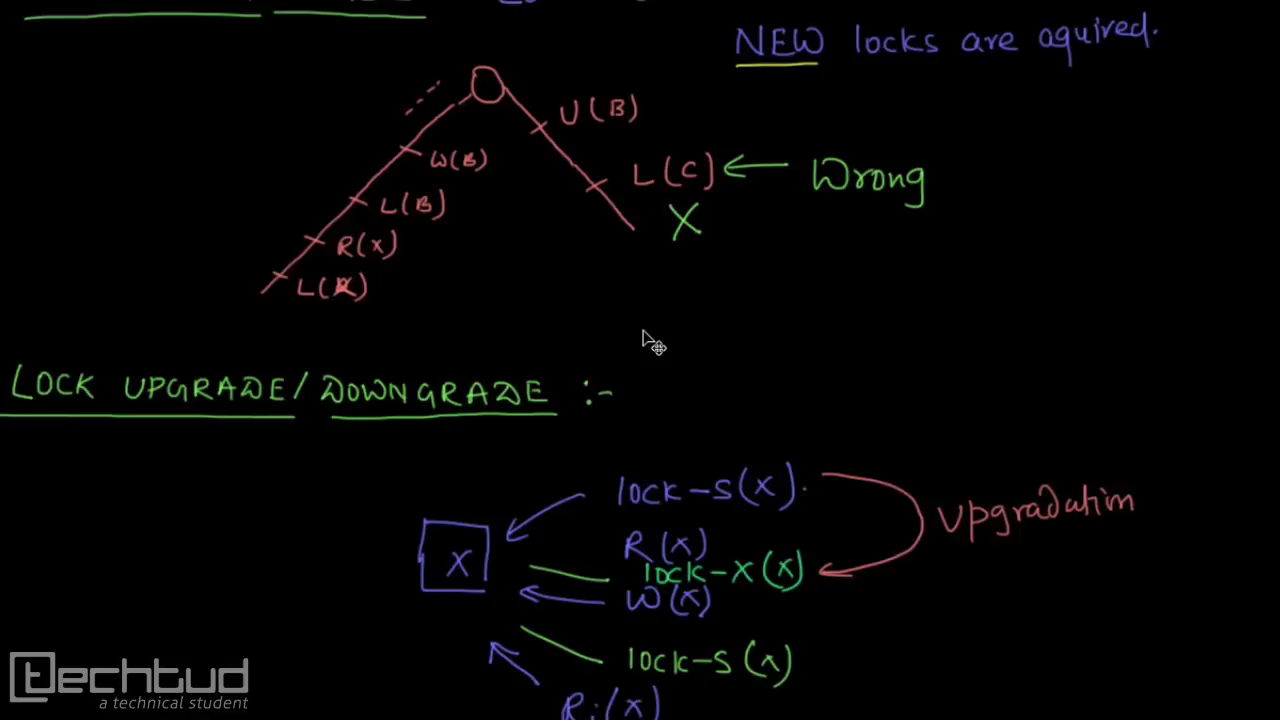 NEW locks are aquired.
U(B)
W(B)
L(C) ← Wrong
X
L(B)
R(X)
LOCK UPGRADE/DOWNGRADE :-
lock-S(X).
upgradation
X
R(X)
lock-X(X)
W(X)
lock-S(X)
techtud
a technical student